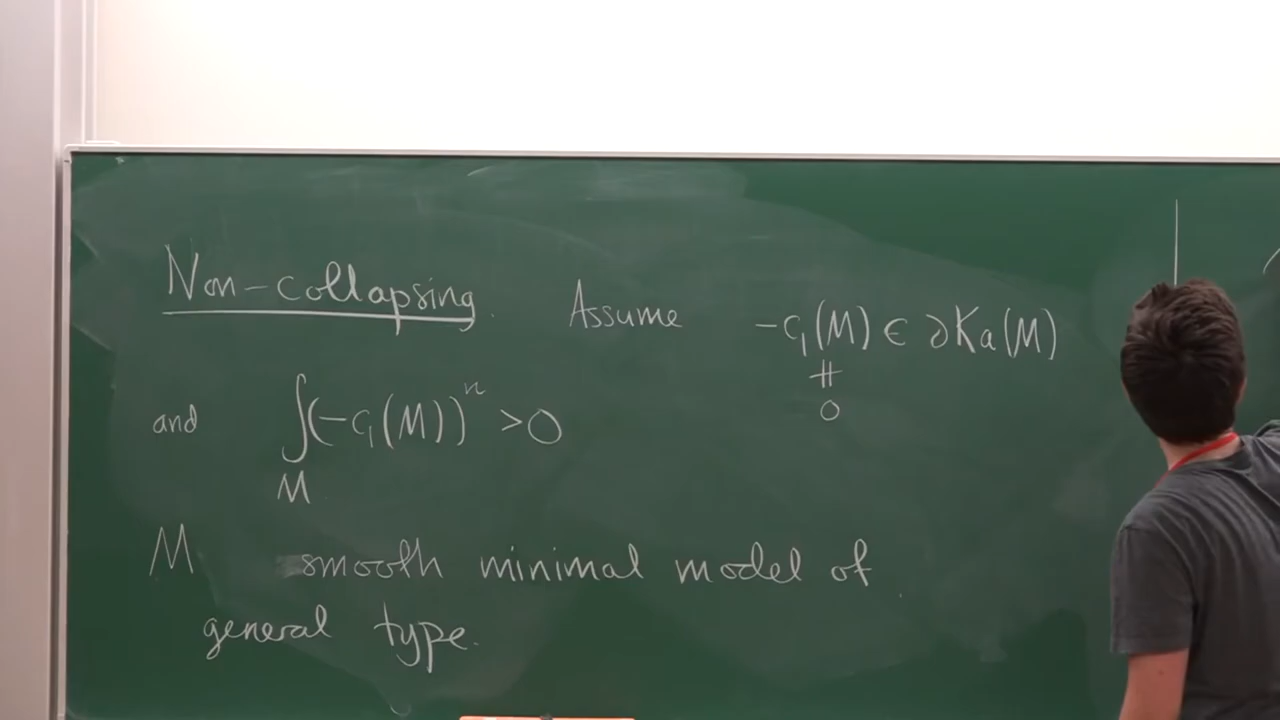 Non-collapsing. Assume -c₁(M) ∈ ∂Ka(M)
≠
0
and ∫(-c₁(M))ⁿ > 0
M
M smooth minimal model of
general type.